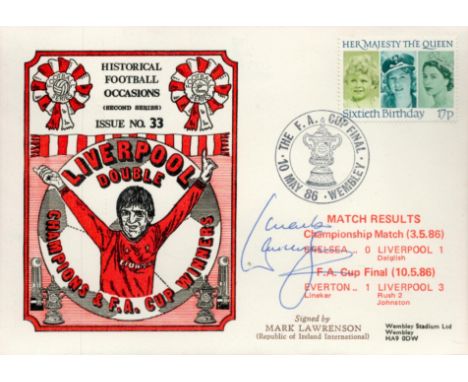 HISTORICAL
FOOTBALL
OCCASIONS
(SECOND SERIES)
ISSUE NO. 33
LIVERPOOL
DOUBLE
CHAMPIONS & F.A. CUP WINNERS
HER MAJESTY THE QUEEN
Sixtieth Birthday 17p
· THE F.A. CUP FINAL ·
10 MAY 86 · WEMBLEY
MATCH RESULTS
Championship Match (3.5.86)
CHELSEA.. 0 LIVERPOOL 1
Dalglish
F.A. Cup Final (10.5.86)
EVERTON .. 1 LIVERPOOL 3
Lineker Rush 2
Johnston
Signed by
MARK LAWRENSON
(Republic of Ireland International)
Wembley Stadium Ltd
Wembley
HA9 0DW